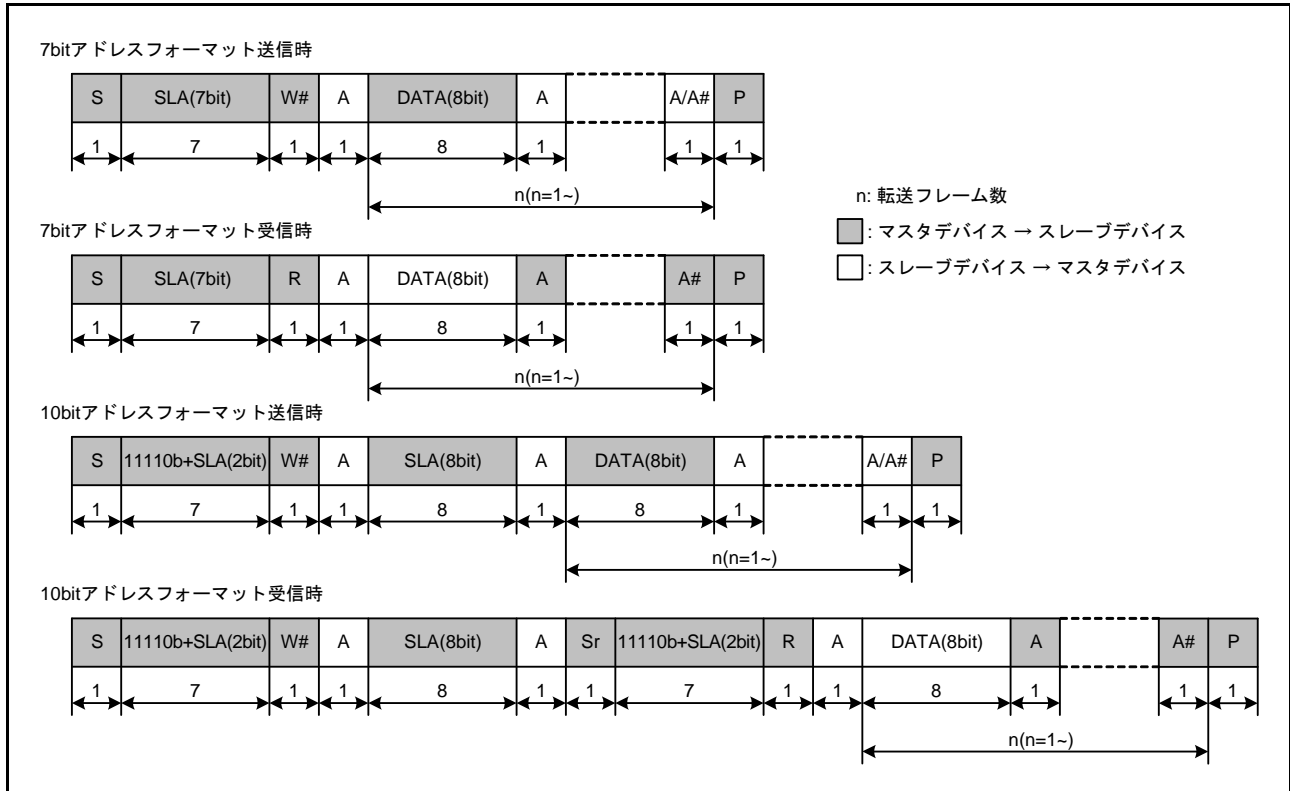 7bitアドレスフォーマット送信時
S SLA(7bit) W# A DATA(8bit) A A/A# P
1 7 1 1 8 1 1 1
n(n=1~)
n: 転送フレーム数
: マスタデバイス → スレーブデバイス
: スレーブデバイス → マスタデバイス
7bitアドレスフォーマット受信時
S SLA(7bit) R A DATA(8bit) A A# P
1 7 1 1 8 1 1 1
n(n=1~)
10bitアドレスフォーマット送信時
S 11110b+SLA(2bit) W# A SLA(8bit) A DATA(8bit) A A/A# P
1 7 1 1 8 1 8 1 1 1
n(n=1~)
10bitアドレスフォーマット受信時
S 11110b+SLA(2bit) W# A SLA(8bit) A Sr 11110b+SLA(2bit) R A DATA(8bit) A A# P
1 7 1 1 8 1 1 7 1 1 8 1 1 1
n(n=1~)